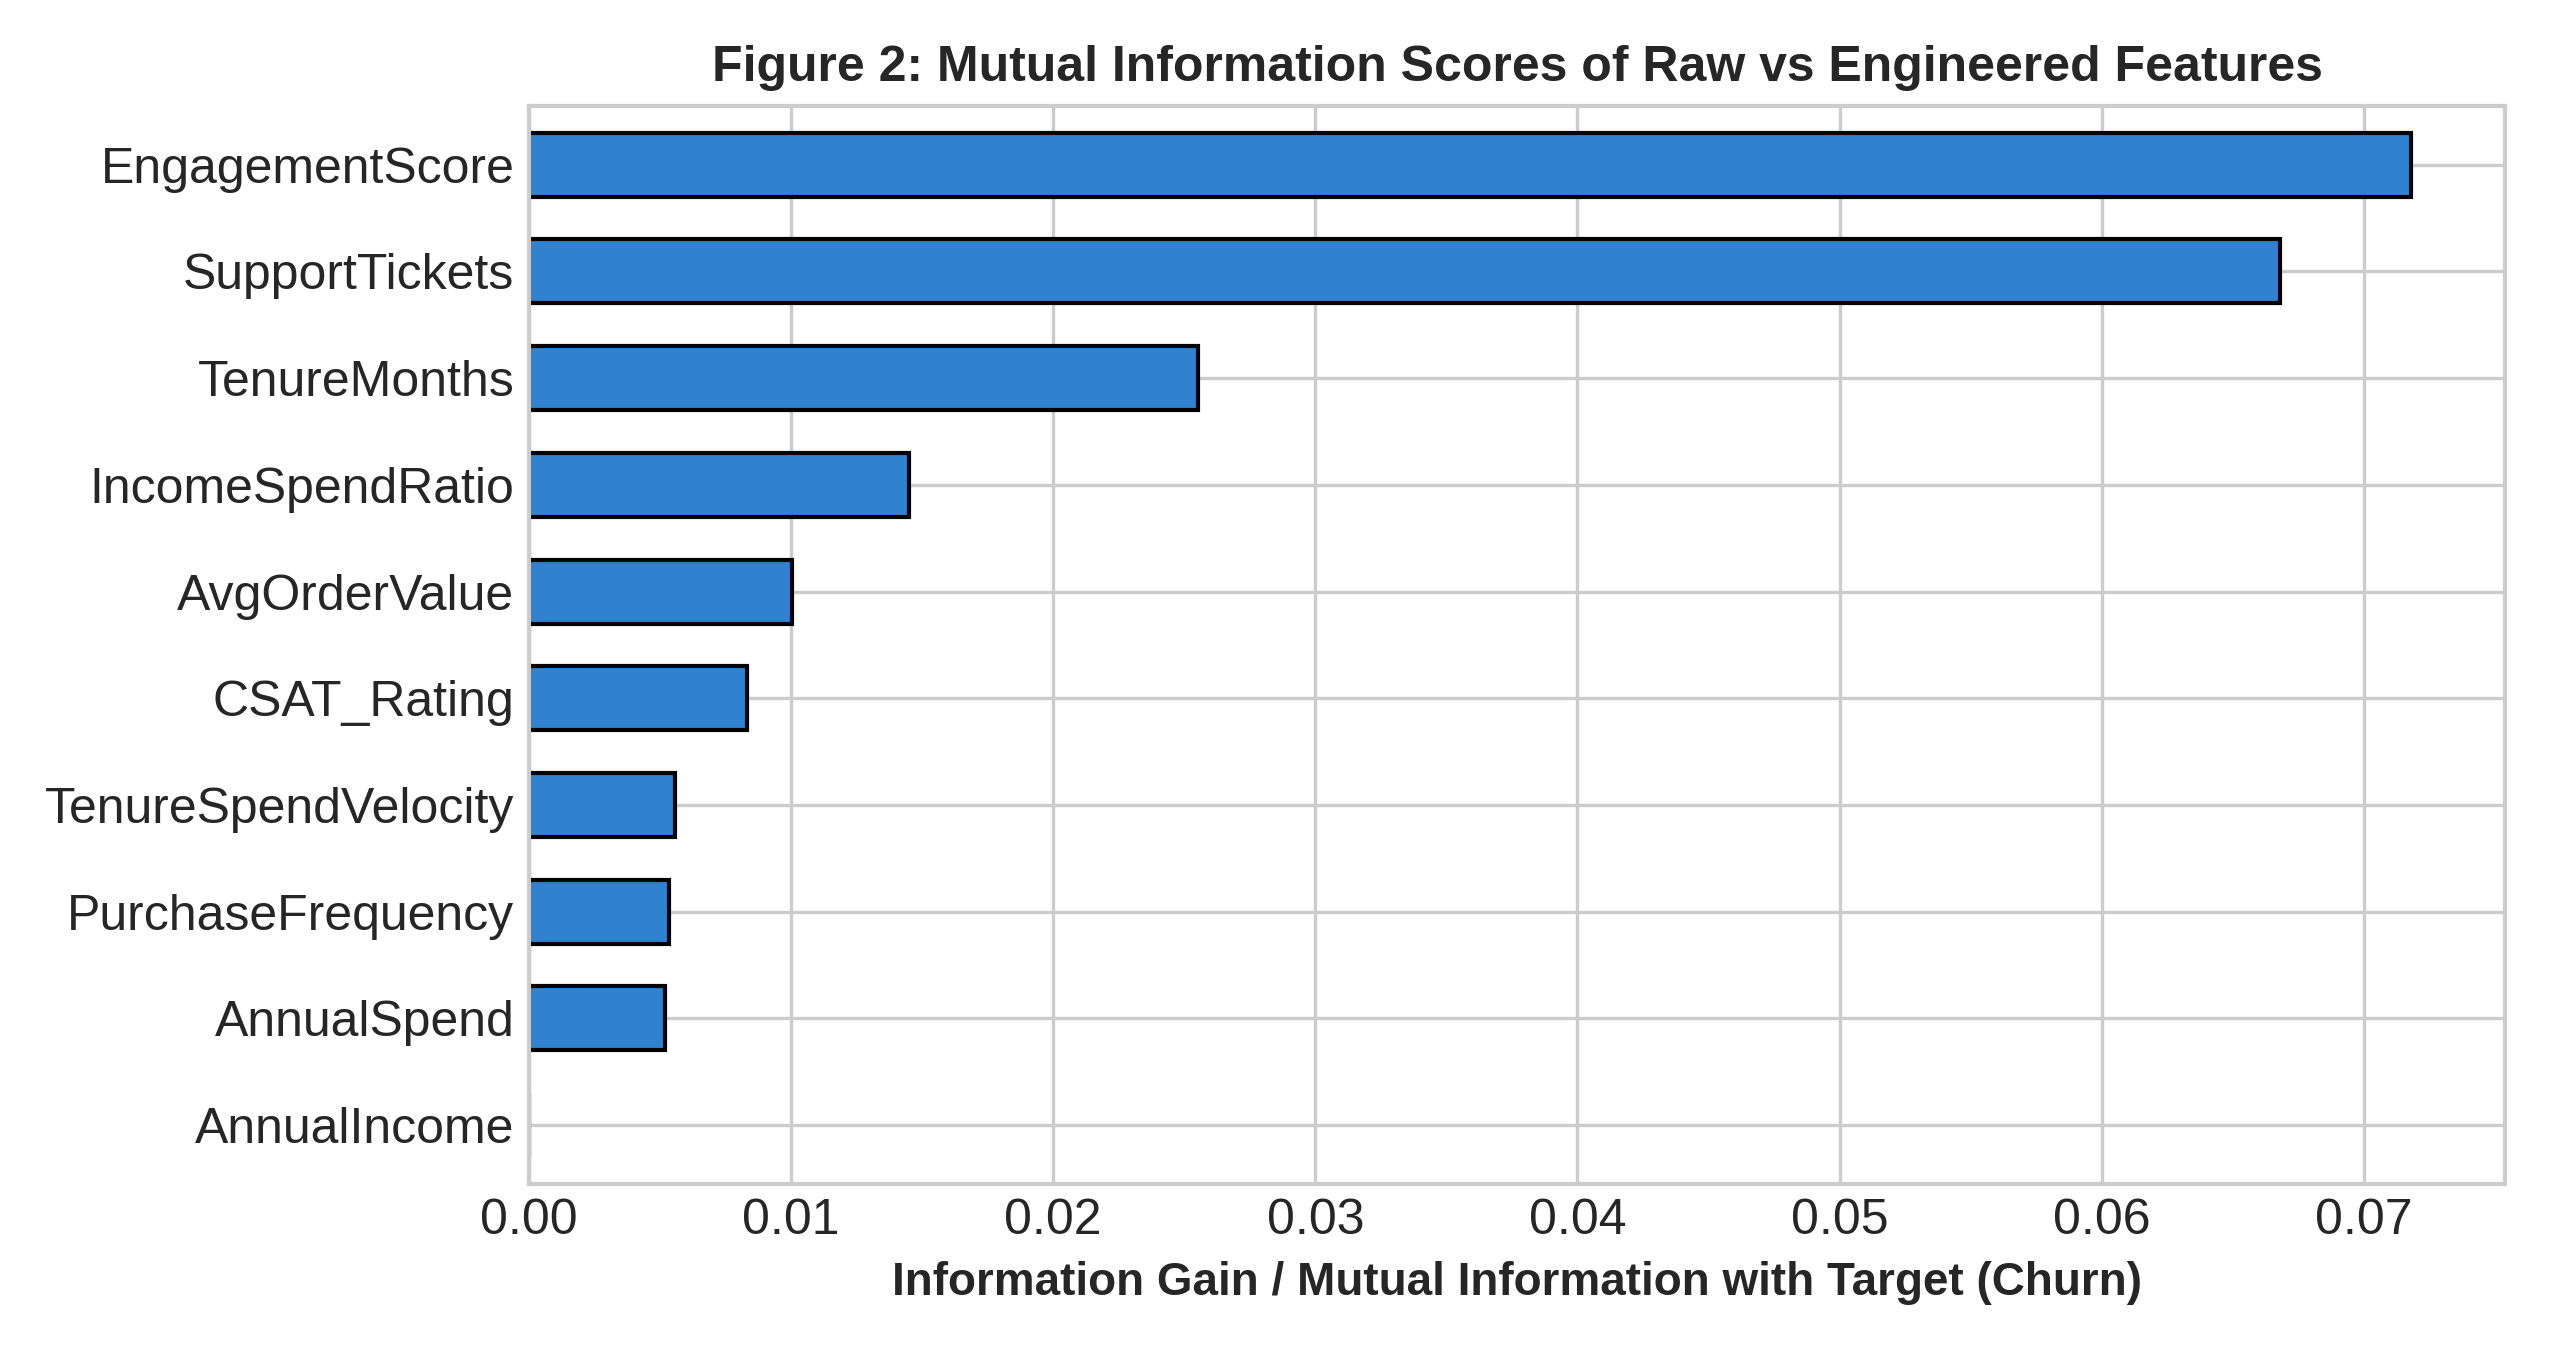 Figure 2: Mutual Information Scores of Raw vs Engineered Features
EngagementScore
SupportTickets
TenureMonths
IncomeSpendRatio
AvgOrderValue
CSAT_Rating
TenureSpendVelocity
PurchaseFrequency
AnnualSpend
AnnualIncome
0.00 0.01 0.02 0.03 0.04 0.05 0.06 0.07
Information Gain / Mutual Information with Target (Churn)